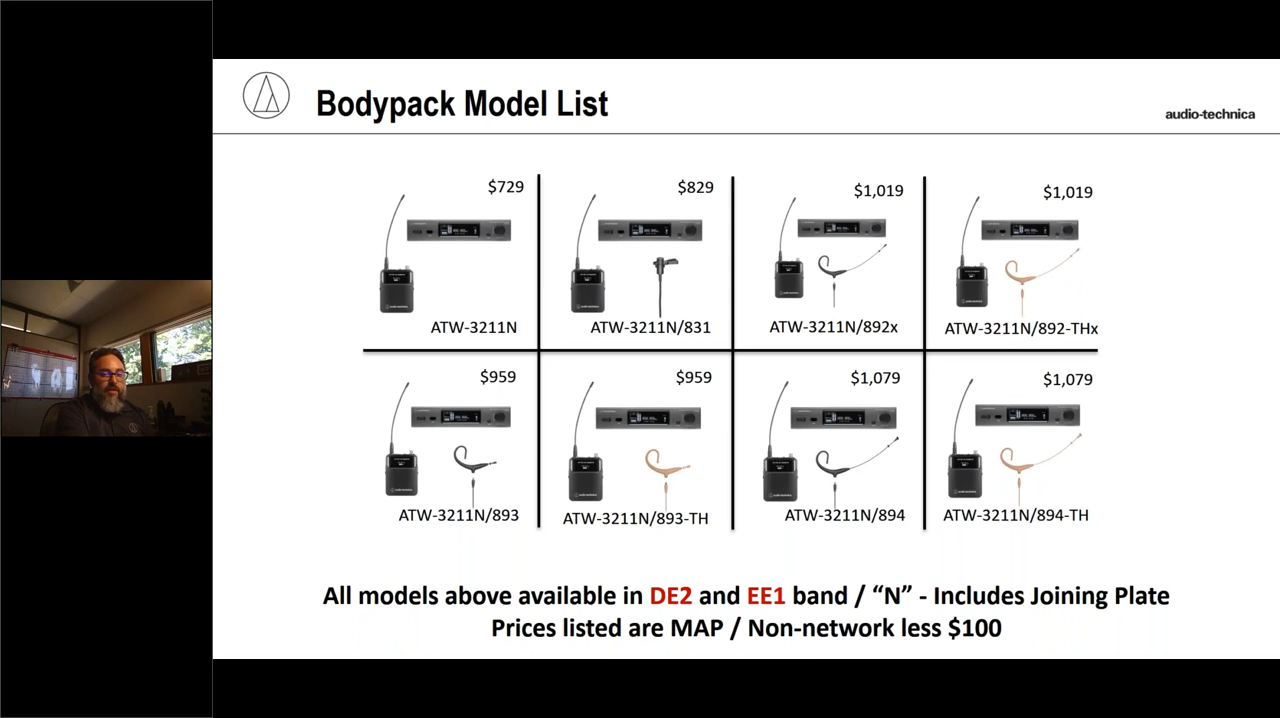 Bodypack Model List
audio-technica
$729
$829
$1,019
$1,019
ATW-3211N
ATW-3211N/831
ATW-3211N/892x
ATW-3211N/892-THx
$959
$959
$1,079
$1,079
ATW-3211N/893
ATW-3211N/893-TH
ATW-3211N/894
ATW-3211N/894-TH
All models above available in DE2 and EE1 band / “N” - Includes Joining Plate
Prices listed are MAP / Non-network less $100